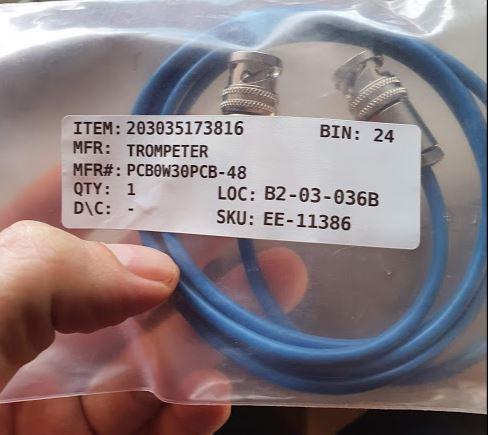 ITEM: 203035173816 BIN: 24
MFR: TROMPETER
MFR#: PCB0W30PCB-48
QTY: 1 LOC: B2-03-036B
D\C: - SKU: EE-11386